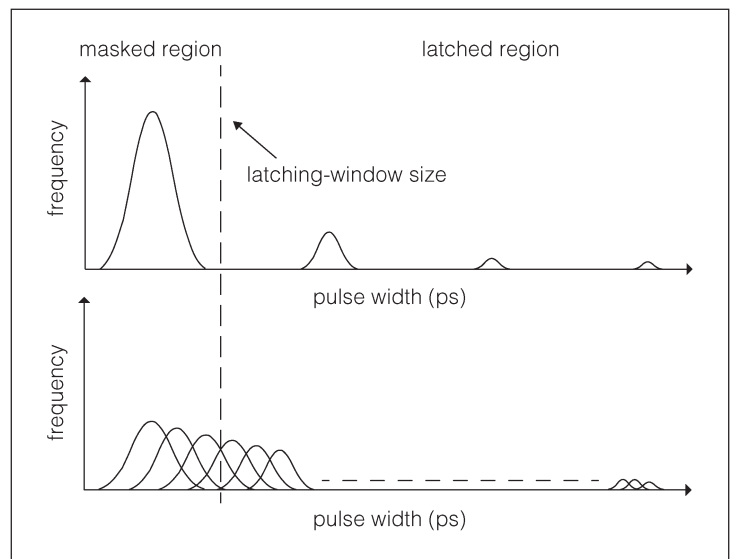 masked region
latched region
frequency
latching-window size
pulse width (ps)
frequency
pulse width (ps)